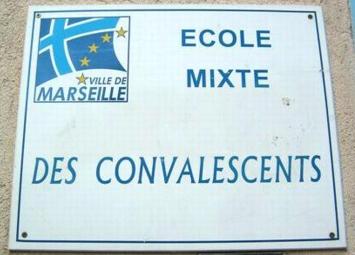 ECOLE
MIXTE
VILLE DE
MARSEILLE
DES CONVALESCENTS